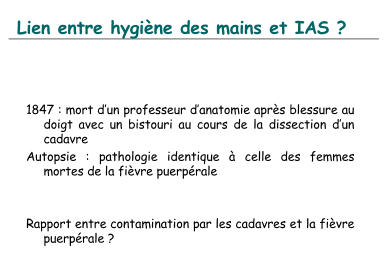 Lien entre hygiène des mains et IAS ?
1847 : mort d'un professeur d'anatomie après blessure au
doigt avec un bistouri au cours de la dissection d'un
cadavre
Autopsie : pathologie identique à celle des femmes
mortes de la fièvre puerpérale
Rapport entre contamination par les cadavres et la fièvre
puerpérale ?